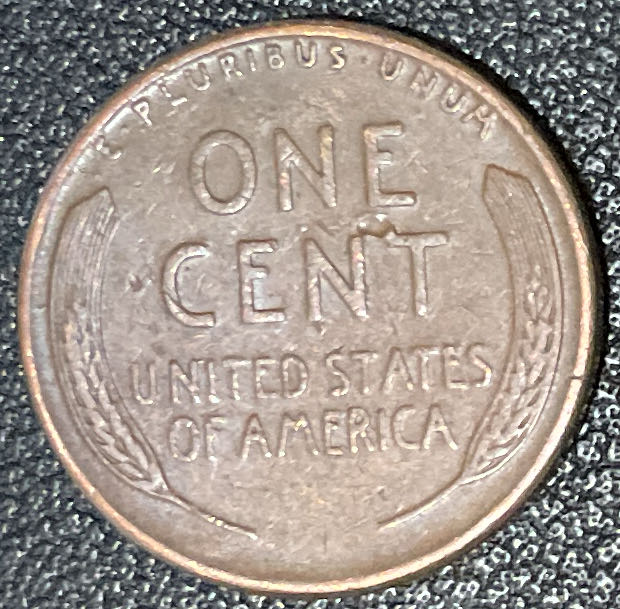 E PLURIBUS · UNUM
ONE
CENT
UNITED STATES
OF AMERICA